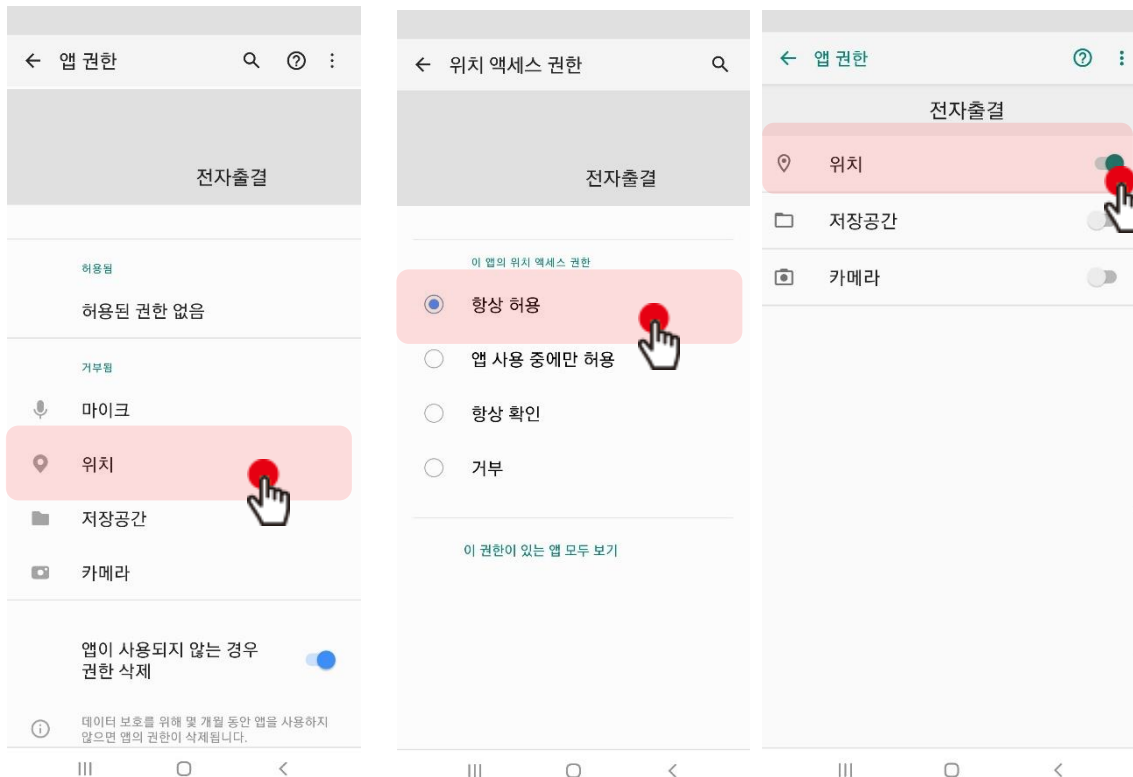 앱 권한
전자출결
허용됨
허용된 권한 없음
거부됨
마이크
위치
저장공간
카메라
앱이 사용되지 않는 경우
권한 삭제
데이터 보호를 위해 몇 개월 동안 앱을 사용하지
않으면 앱의 권한이 삭제됩니다.
위치 액세스 권한
전자출결
이 앱의 위치 액세스 권한
항상 허용
앱 사용 중에만 허용
항상 확인
거부
이 권한이 있는 앱 모두 보기
앱 권한
전자출결
위치
저장공간
카메라